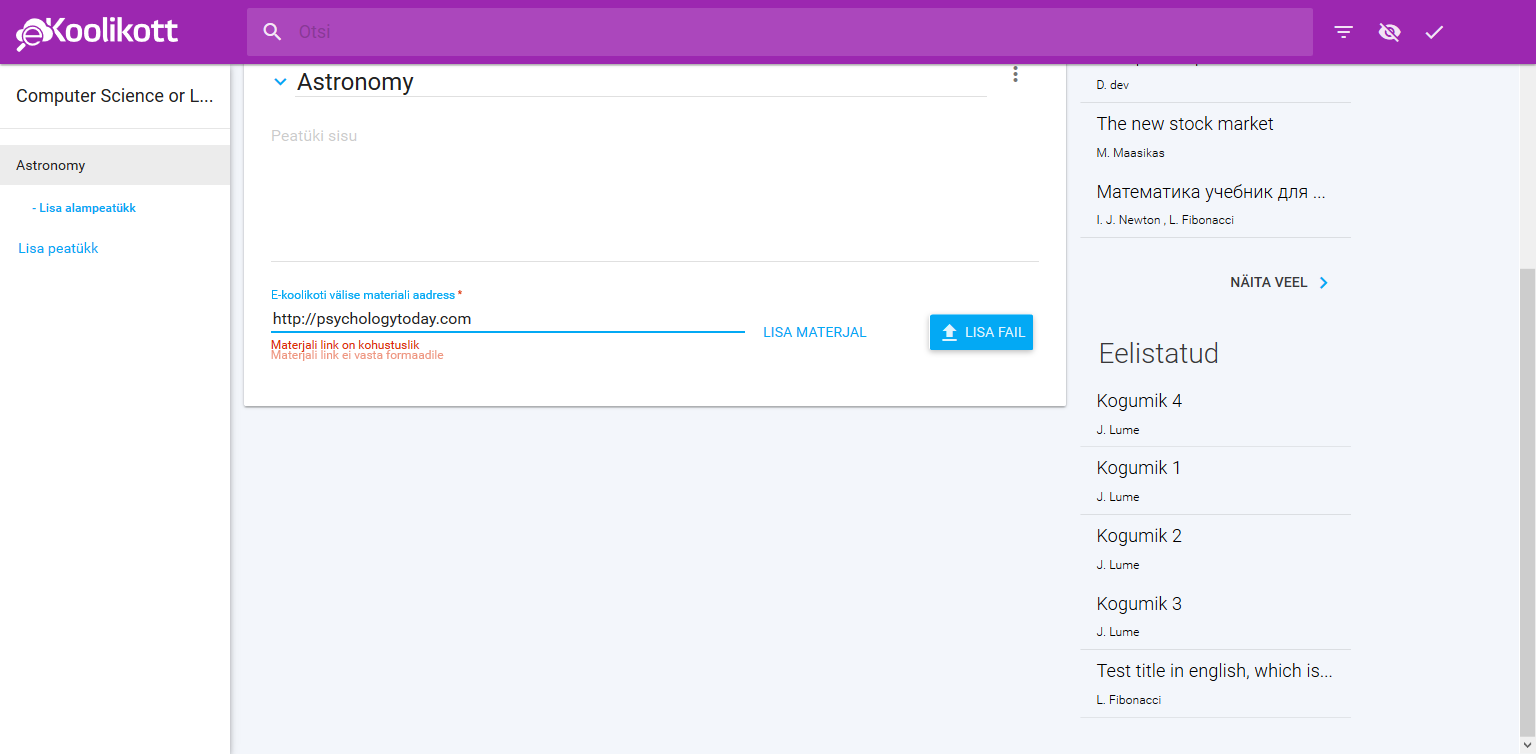 eKoolikott
Otsi
Computer Science or L...
Astronomy
- Lisa alampeatükk
Lisa peatükk
Astronomy
Peatüki sisu
E-koolikoti välise materiali aadress *
http://psychologytoday.com
Materjali link on kohustuslik
Materjali link ei vasta formaadile
LISA MATERJAL
LISA FAIL
D. dev
The new stock market
M. Maasikas
Математика учебник для ...
I. J. Newton , L. Fibonacci
NÄITA VEEL
Eelistatud
Kogumik 4
J. Lume
Kogumik 1
J. Lume
Kogumik 2
J. Lume
Kogumik 3
J. Lume
Test title in english, which is...
L. Fibonacci